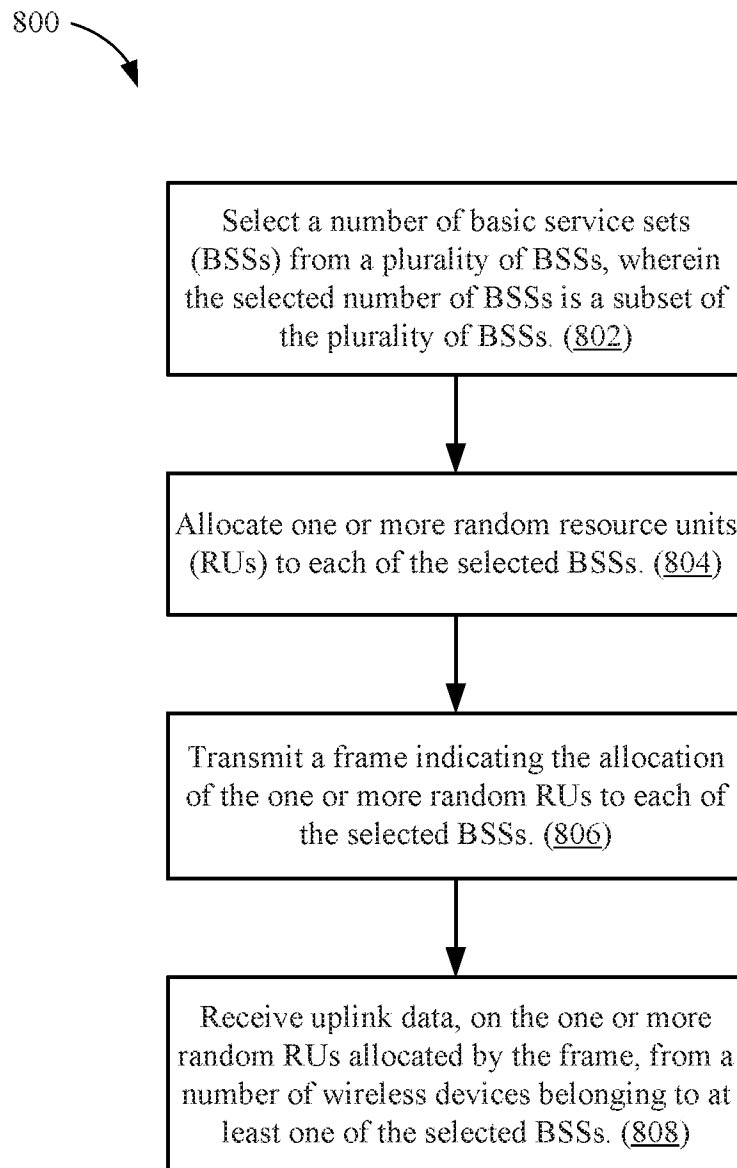 800
Select a number of basic service sets
(BSSs) from a plurality of BSSs, wherein
the selected number of BSSs is a subset of
the plurality of BSSs. (802)
Allocate one or more random resource units
(RUs) to each of the selected BSSs. (804)
Transmit a frame indicating the allocation
of the one or more random RUs to each of
the selected BSSs. (806)
Receive uplink data, on the one or more
random RUs allocated by the frame, from a
number of wireless devices belonging to at
least one of the selected BSSs. (808)